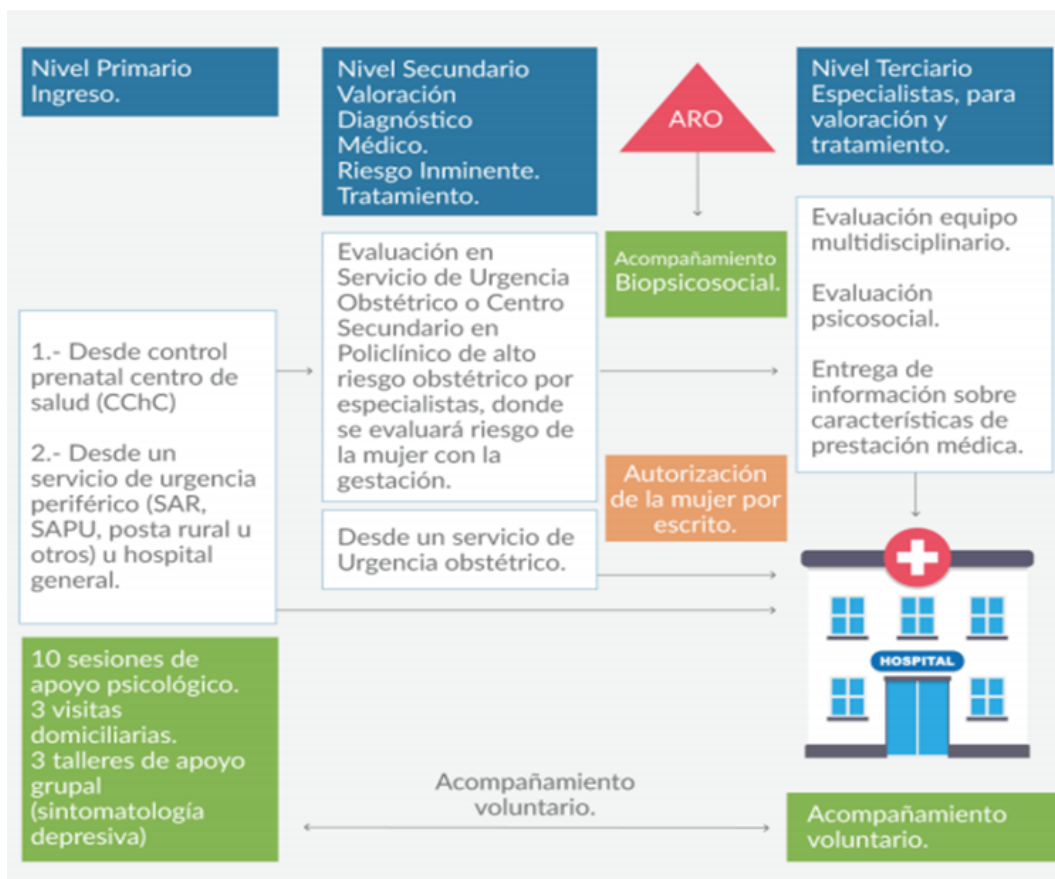 Nivel Primario
Ingreso.
Nivel Secundario
Valoración
Diagnóstico
Médico.
Riesgo Inminente.
Tratamiento.
ARO
Nivel Terciario
Especialistas, para
valoración y
tratamiento.
1.- Desde control
prenatal centro de
salud (CChC)
2.- Desde un
servicio de urgencia
periférico (SAR,
SAPU, posta rural u
otros) u hospital
general.
Evaluación en
Servicio de Urgencia
Obstétrico o Centro
Secundario en
Policlínico de alto
riesgo obstétrico por
especialistas, donde
se evaluará riesgo de
la mujer con la
gestación.
Desde un servicio de
Urgencia obstétrico.
Acompañamiento
Biopsicosocial.
Autorización
de la mujer por
escrito.
Evaluación equipo
multidisciplinario.
Evaluación
psicosocial.
Entrega de
información sobre
características de
prestación médica.
HOSPITAL
10 sesiones de
apoyo psicológico.
3 visitas
domiciliarias.
3 talleres de apoyo
grupal
(sintomatología
depresiva)
Acompañamiento
voluntario.
Acompañamiento
voluntario.